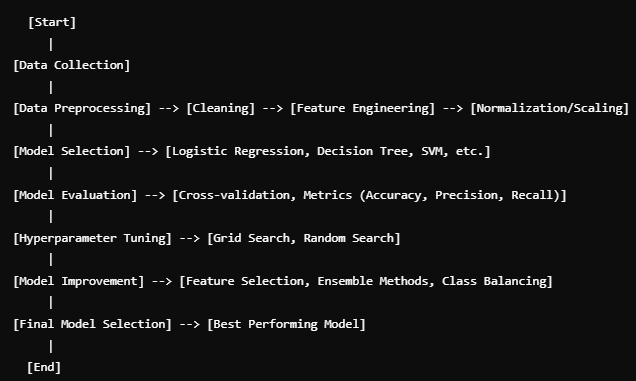 [Start]
|
[Data Collection]
|
[Data Preprocessing] --> [Cleaning] --> [Feature Engineering] --> [Normalization/Scaling]
|
[Model Selection] --> [Logistic Regression, Decision Tree, SVM, etc.]
|
[Model Evaluation] --> [Cross-validation, Metrics (Accuracy, Precision, Recall)]
|
[Hyperparameter Tuning] --> [Grid Search, Random Search]
|
[Model Improvement] --> [Feature Selection, Ensemble Methods, Class Balancing]
|
[Final Model Selection] --> [Best Performing Model]
|
[End]